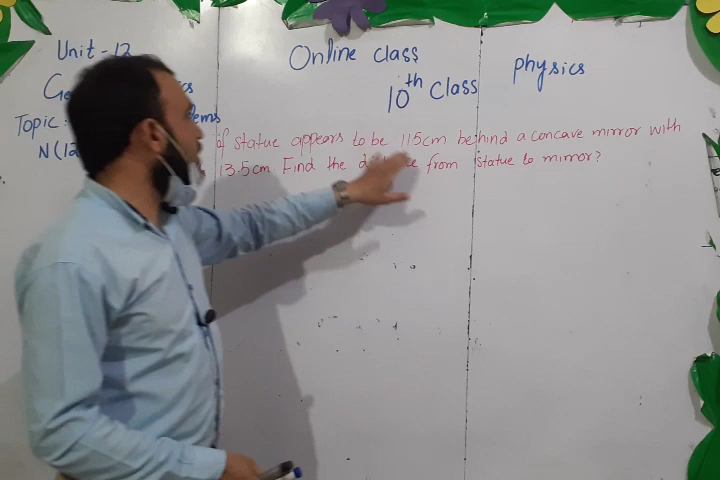 Unit - 12
Online class
physics
10th Class
Topic:
N(12
if statue appears to be 115cm behind a concave mirror with
13.5cm Find the from statue to mirror?